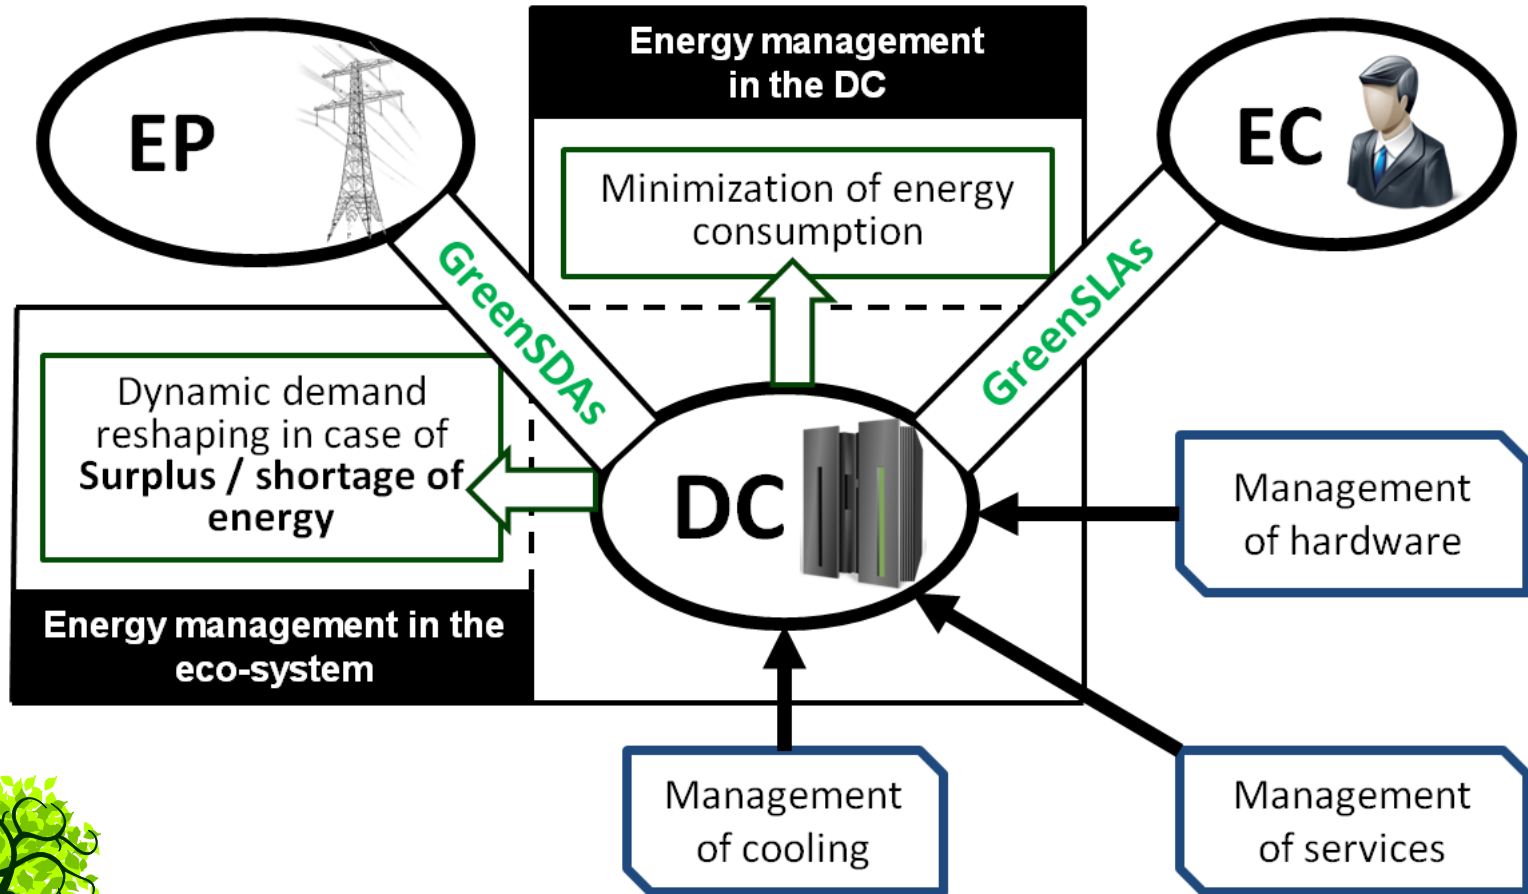 Energy management
in the DC
EP
EC
Minimization of energy
consumption
GreenSDAs
GreenSLAs
Dynamic demand
reshaping in case of
Surplus / shortage of
energy
DC
Management
of hardware
Energy management in the
eco-system
Management
of cooling
Management
of services